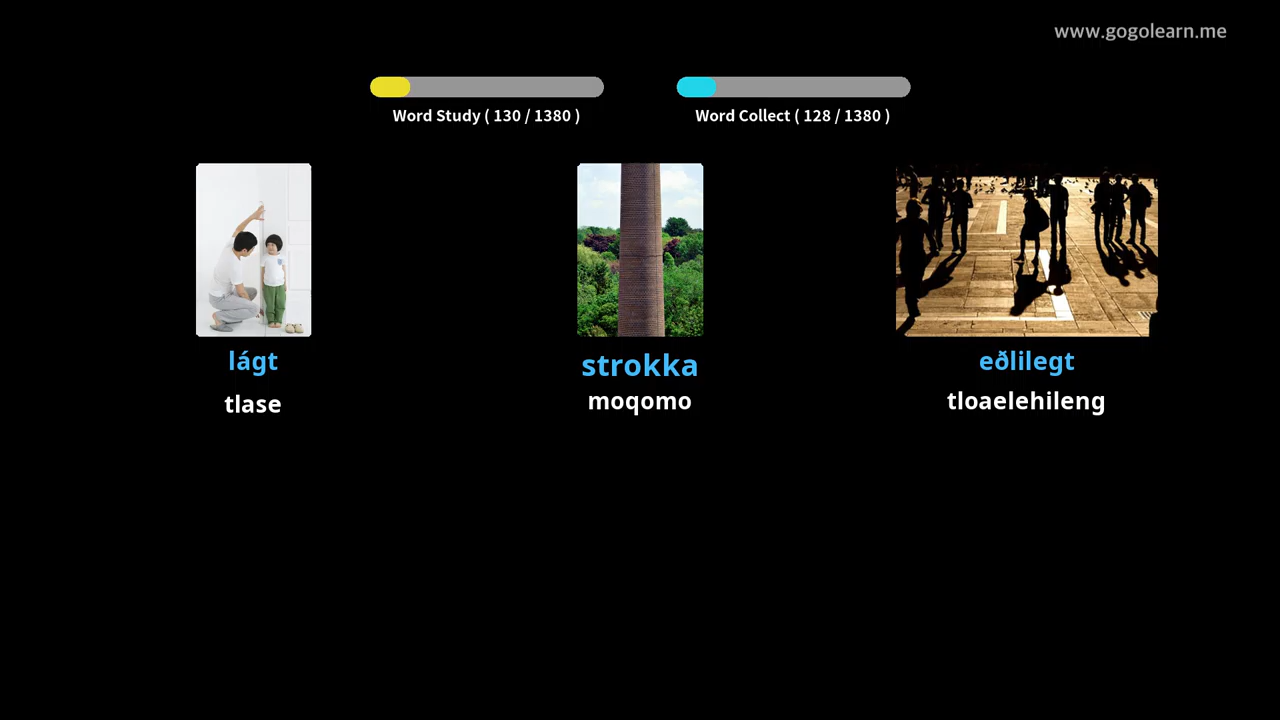 www.gogolearn.me
Word Study ( 130 / 1380 )
Word Collect ( 128 / 1380 )
lágt
tlase
strokka
moqomo
eðlilegt
tloaelehileng